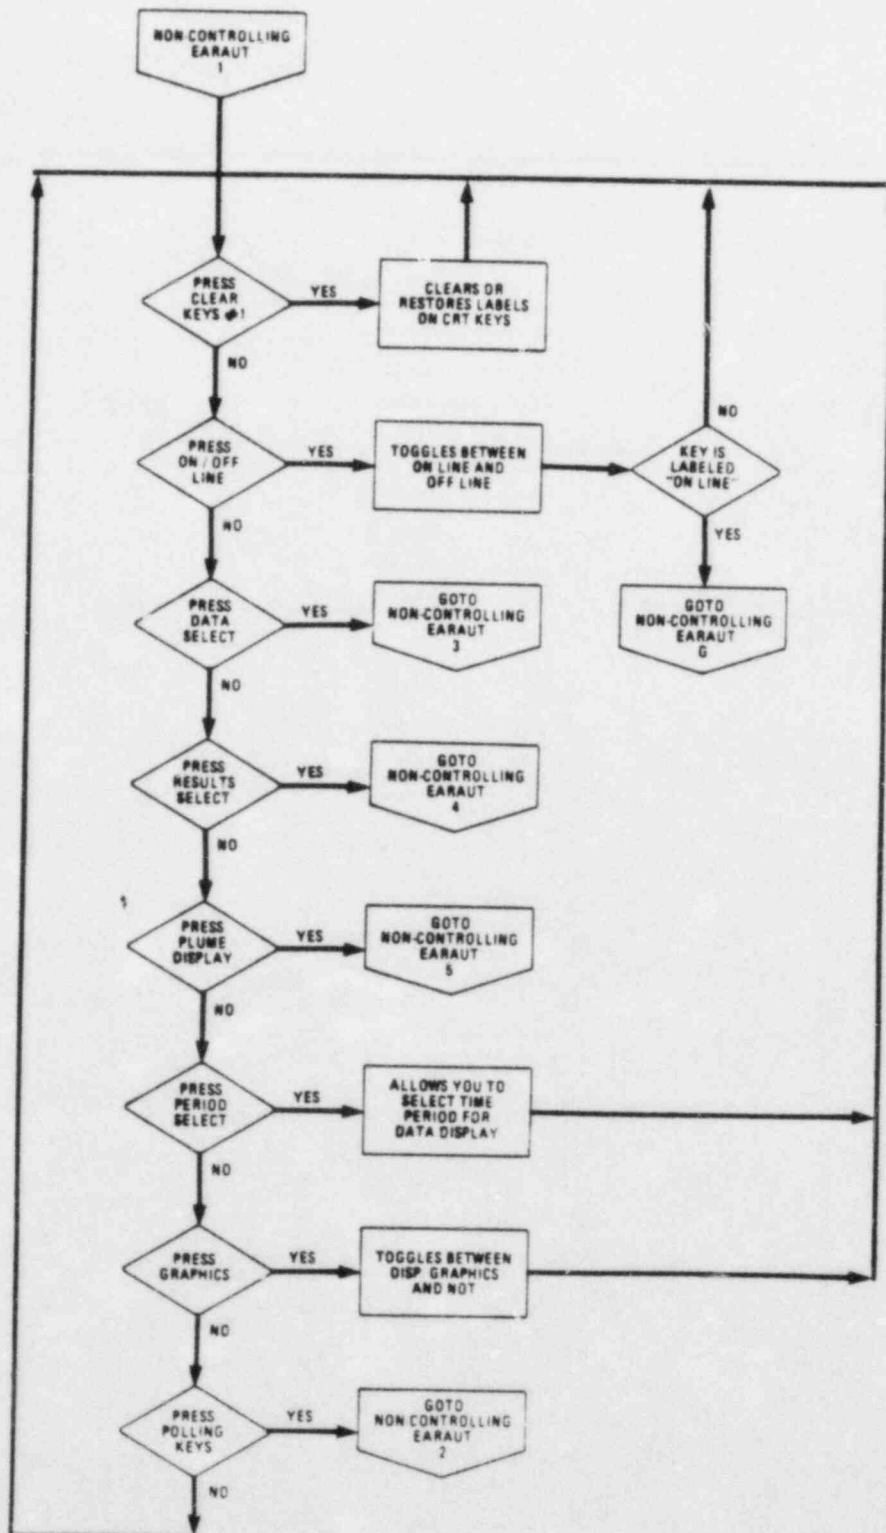 NON-CONTROLLING
EARAUT
1
PRESS
CLEAR
KEYS
YES
CLEARS OR
RESTORES LABELS
ON CRT KEYS
NO
PRESS
ON / OFF
LINE
YES
TOGGLES BETWEEN
ON LINE AND
OFF LINE
NO
KEY IS
LABELED
"ON LINE"
YES
NO
PRESS
DATA
SELECT
YES
GOTO
NON-CONTROLLING
EARAUT
3
GOTO
NON-CONTROLLING
EARAUT
G
NO
PRESS
RESULTS
SELECT
YES
GOTO
NON-CONTROLLING
EARAUT
4
NO
PRESS
PLUME
DISPLAY
YES
GOTO
NON-CONTROLLING
EARAUT
5
NO
PRESS
PERIOD
SELECT
YES
ALLOWS YOU TO
SELECT TIME
PERIOD FOR
DATA DISPLAY
NO
PRESS
GRAPHICS
YES
TOGGLES BETWEEN
DISP GRAPHICS
AND NOT
NO
PRESS
POLLING
KEYS
YES
GOTO
NON-CONTROLLING
EARAUT
2
NO